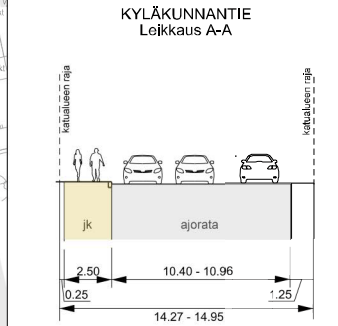 KYLÄKUNNANTIE
Leikkaus A-A
katualueen raja
katualueen raja
jk
ajorata
2.50
10.40 - 10.96
0.25
1.25
14.27 - 14.95